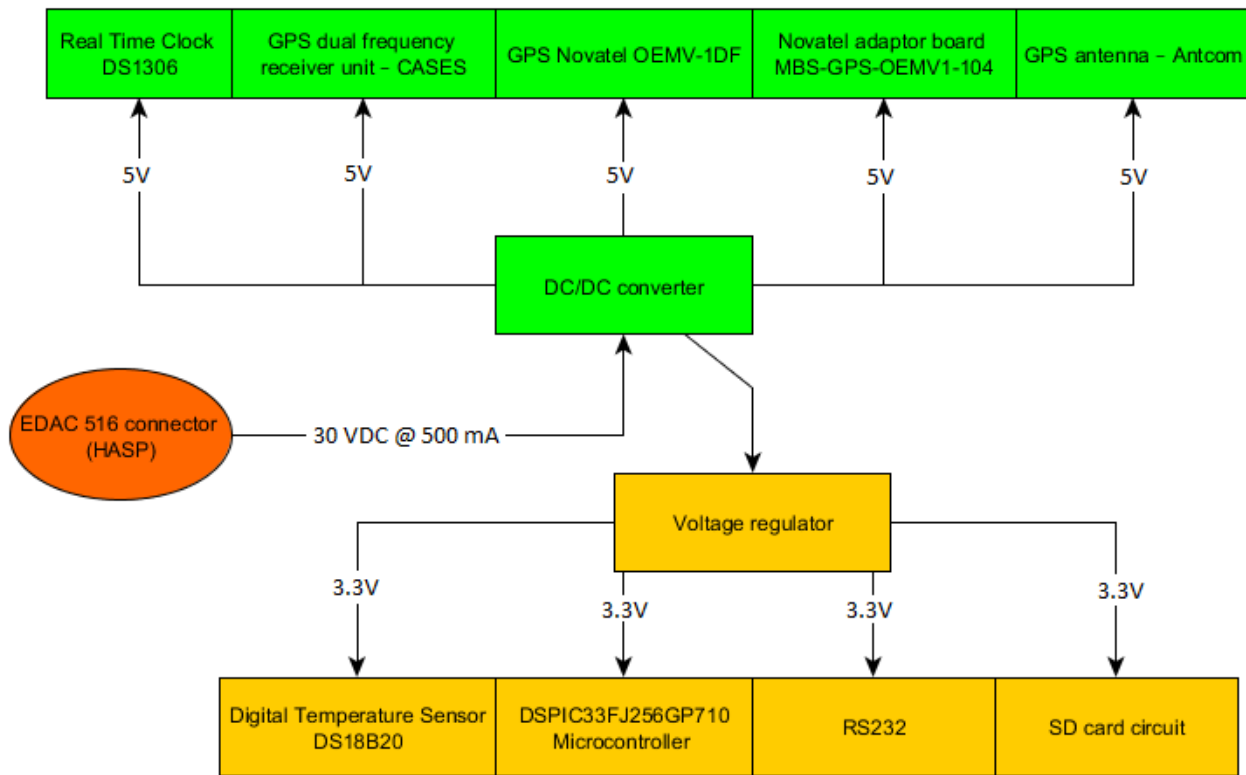 Real Time Clock
DS1306
GPS dual frequency
receiver unit – CASES
GPS Novatel OEMV-1DF
Novatel adaptor board
MBS-GPS-OEMV1-104
GPS antenna – Antcom
5V
5V
5V
5V
5V
DC/DC converter
EDAC 516 connector
(HASP)
30 VDC @ 500 mA
Voltage regulator
3.3V
3.3V
3.3V
3.3V
Digital Temperature Sensor
DS18B20
DSPIC33FJ256GP710
Microcontroller
RS232
SD card circuit